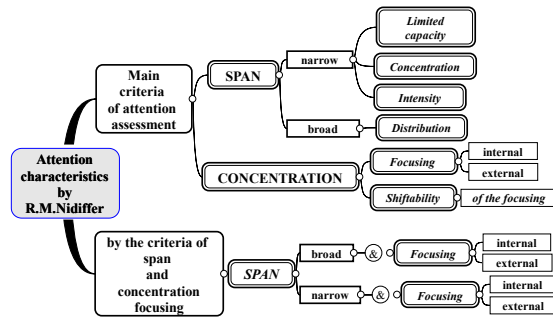 Attention
characteristics
by
R.M.Nidiffer
Main
criteria
of attention
assessment
SPAN
narrow
Limited
capacity
Concentration
Intensity
broad
Distribution
CONCENTRATION
Focusing
internal
external
Shiftability
of the focusing
by the criteria of
span
and
concentration
focusing
SPAN
broad
&
Focusing
internal
external
narrow
&
Focusing
internal
external